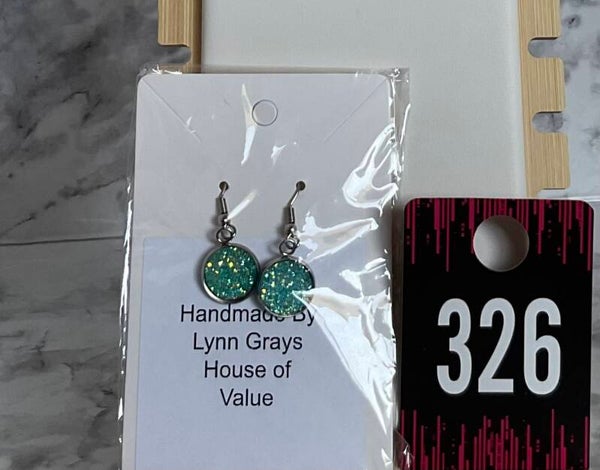 Handmade By
Lynn Grays
House of
Value
326